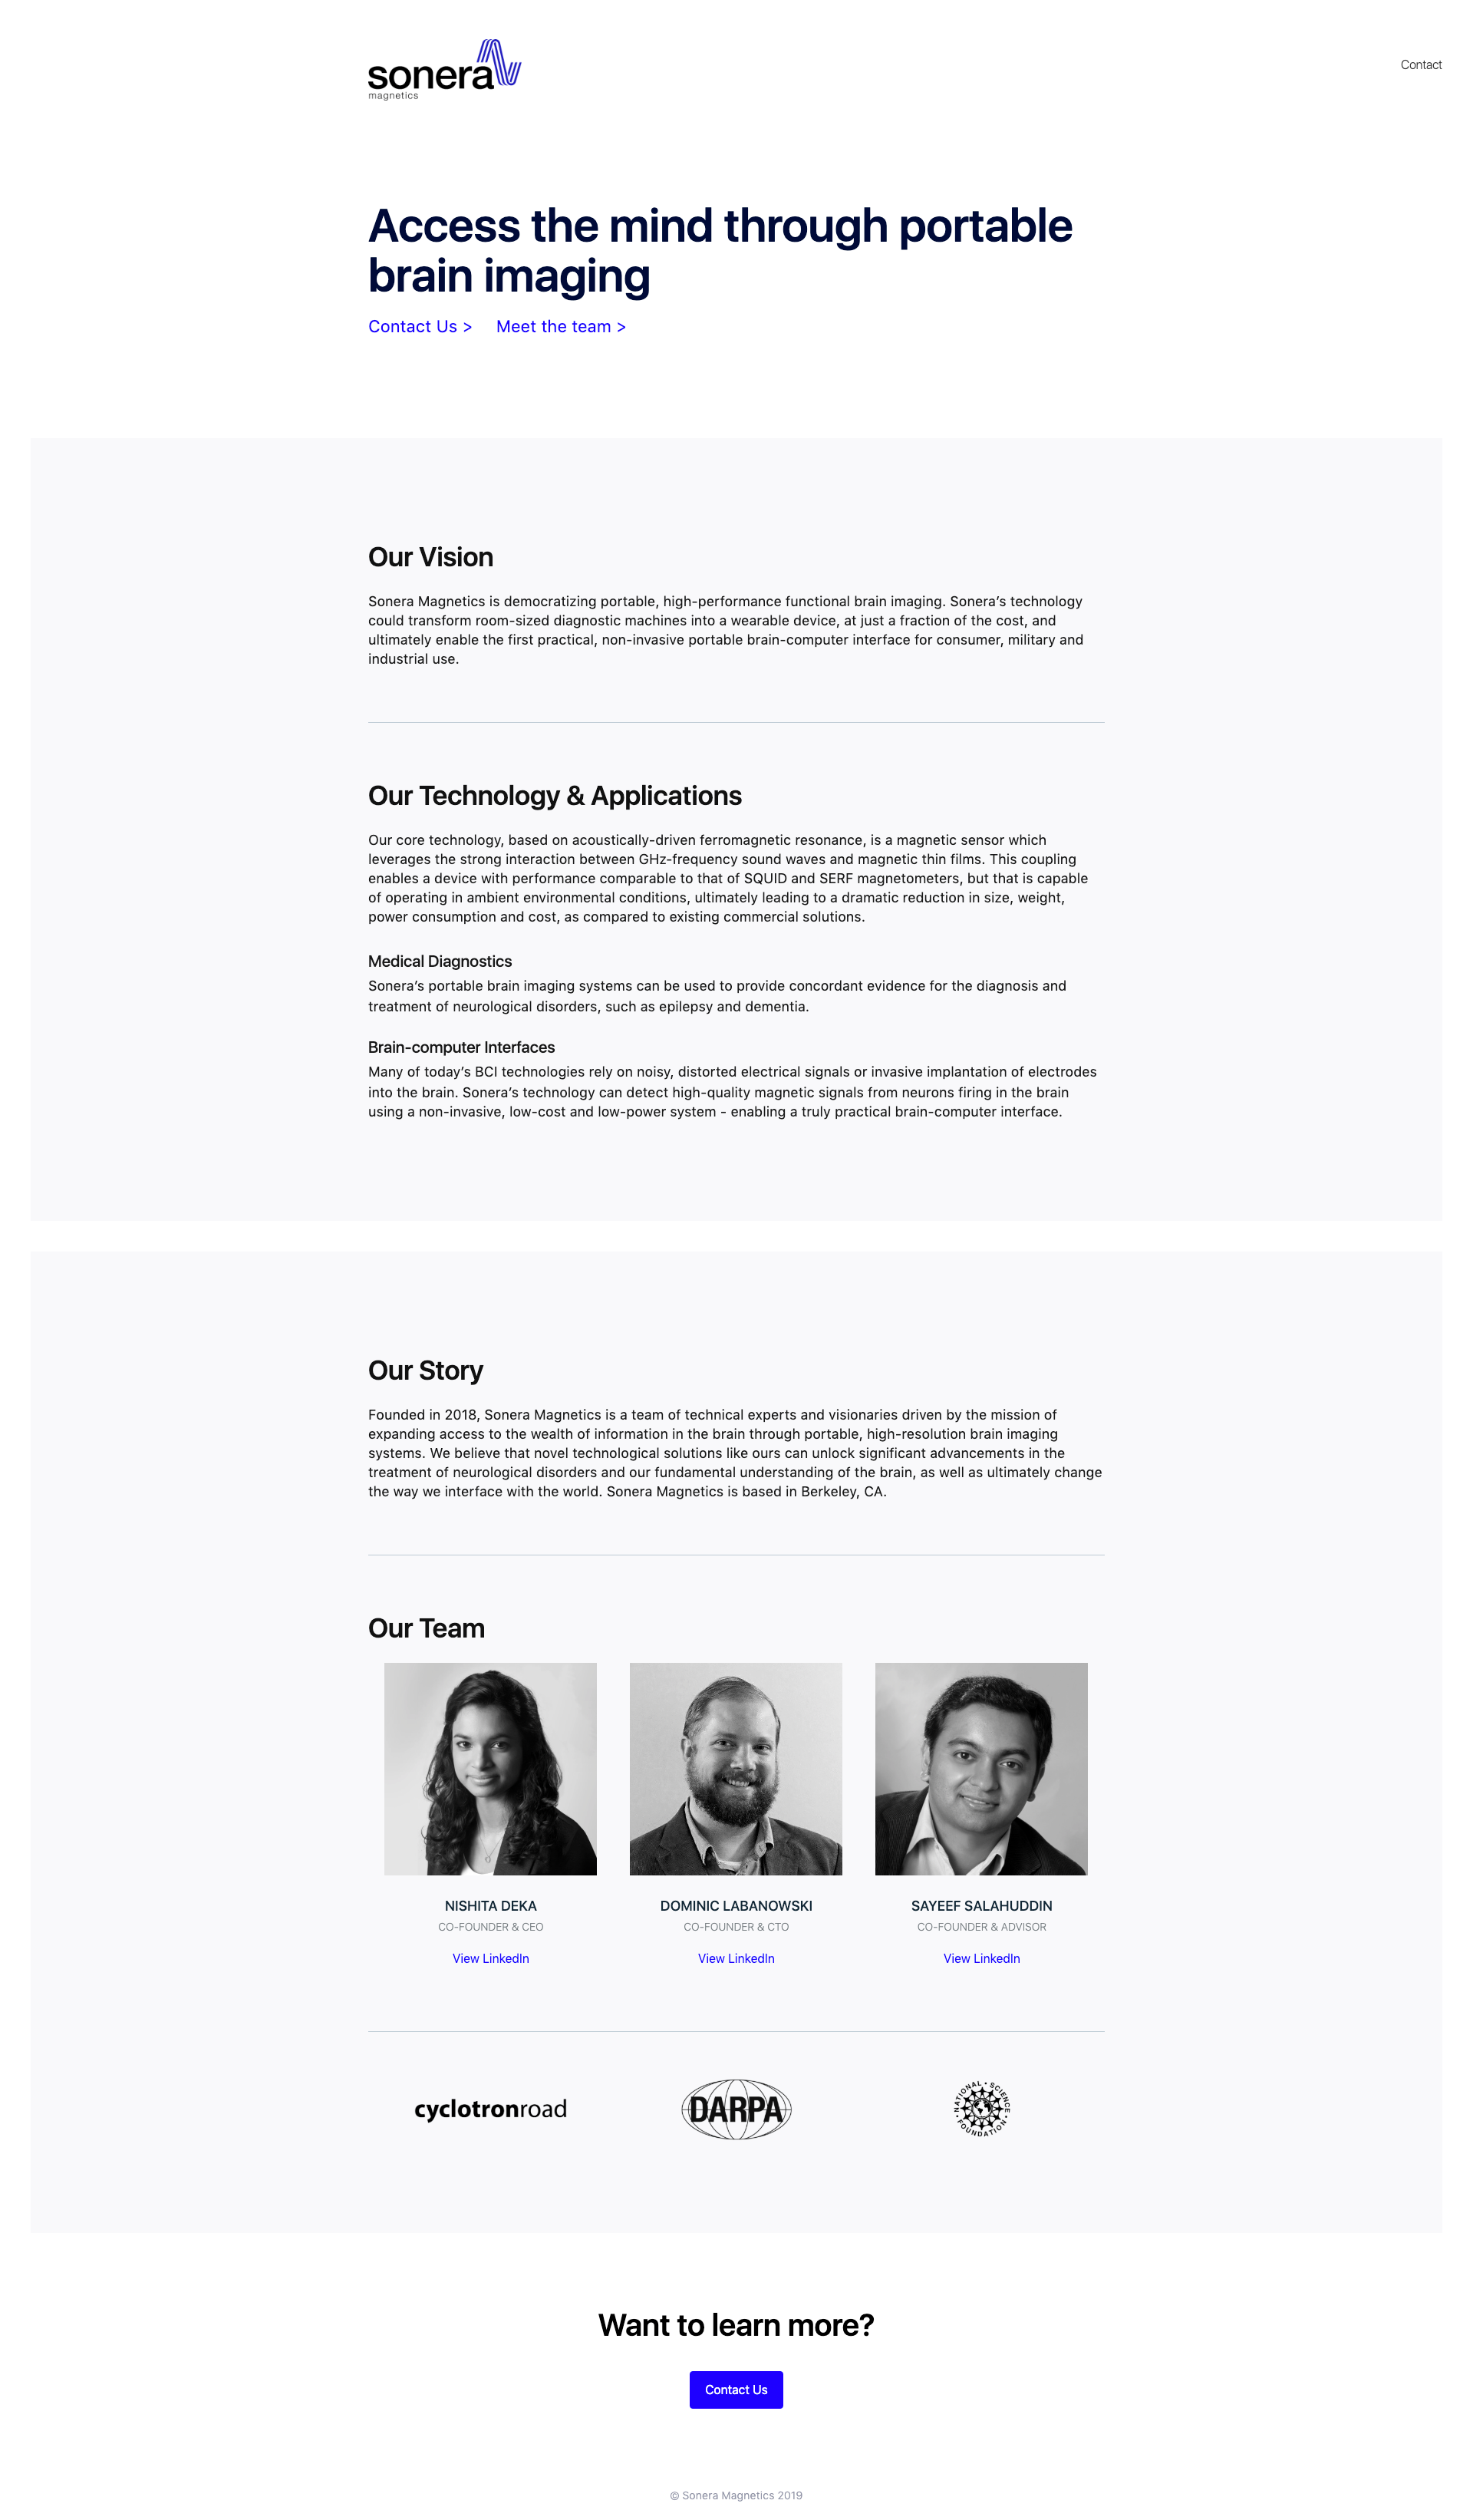 sonera
magnetics
Contact
Access the mind through portable
brain imaging
Contact Us > Meet the team >
Our Vision
Sonera Magnetics is democratizing portable, high-performance functional brain imaging. Sonera’s technology
could transform room-sized diagnostic machines into a wearable device, at just a fraction of the cost, and
ultimately enable the first practical, non-invasive portable brain-computer interface for consumer, military and
industrial use.
Our Technology & Applications
Our core technology, based on acoustically-driven ferromagnetic resonance, is a magnetic sensor which
leverages the strong interaction between GHz-frequency sound waves and magnetic thin films. This coupling
enables a device with performance comparable to that of SQUID and SERF magnetometers, but that is capable
of operating in ambient environmental conditions, ultimately leading to a dramatic reduction in size, weight,
power consumption and cost, as compared to existing commercial solutions.
Medical Diagnostics
Sonera’s portable brain imaging systems can be used to provide concordant evidence for the diagnosis and
treatment of neurological disorders, such as epilepsy and dementia.
Brain-computer Interfaces
Many of today’s BCI technologies rely on noisy, distorted electrical signals or invasive implantation of electrodes
into the brain. Sonera’s technology can detect high-quality magnetic signals from neurons firing in the brain
using a non-invasive, low-cost and low-power system - enabling a truly practical brain-computer interface.
Our Story
Founded in 2018, Sonera Magnetics is a team of technical experts and visionaries driven by the mission of
expanding access to the wealth of information in the brain through portable, high-resolution brain imaging
systems. We believe that novel technological solutions like ours can unlock significant advancements in the
treatment of neurological disorders and our fundamental understanding of the brain, as well as ultimately change
the way we interface with the world. Sonera Magnetics is based in Berkeley, CA.
Our Team
NISHITA DEKA
CO-FOUNDER & CEO
View LinkedIn
DOMINIC LABANOWSKI
CO-FOUNDER & CTO
View LinkedIn
SAYEEF SALAHUDDIN
CO-FOUNDER & ADVISOR
View LinkedIn
cyclotronroad
DARPA
NATIONAL • SCIENCE • FOUNDATION •
Want to learn more?
Contact Us
© Sonera Magnetics 2019